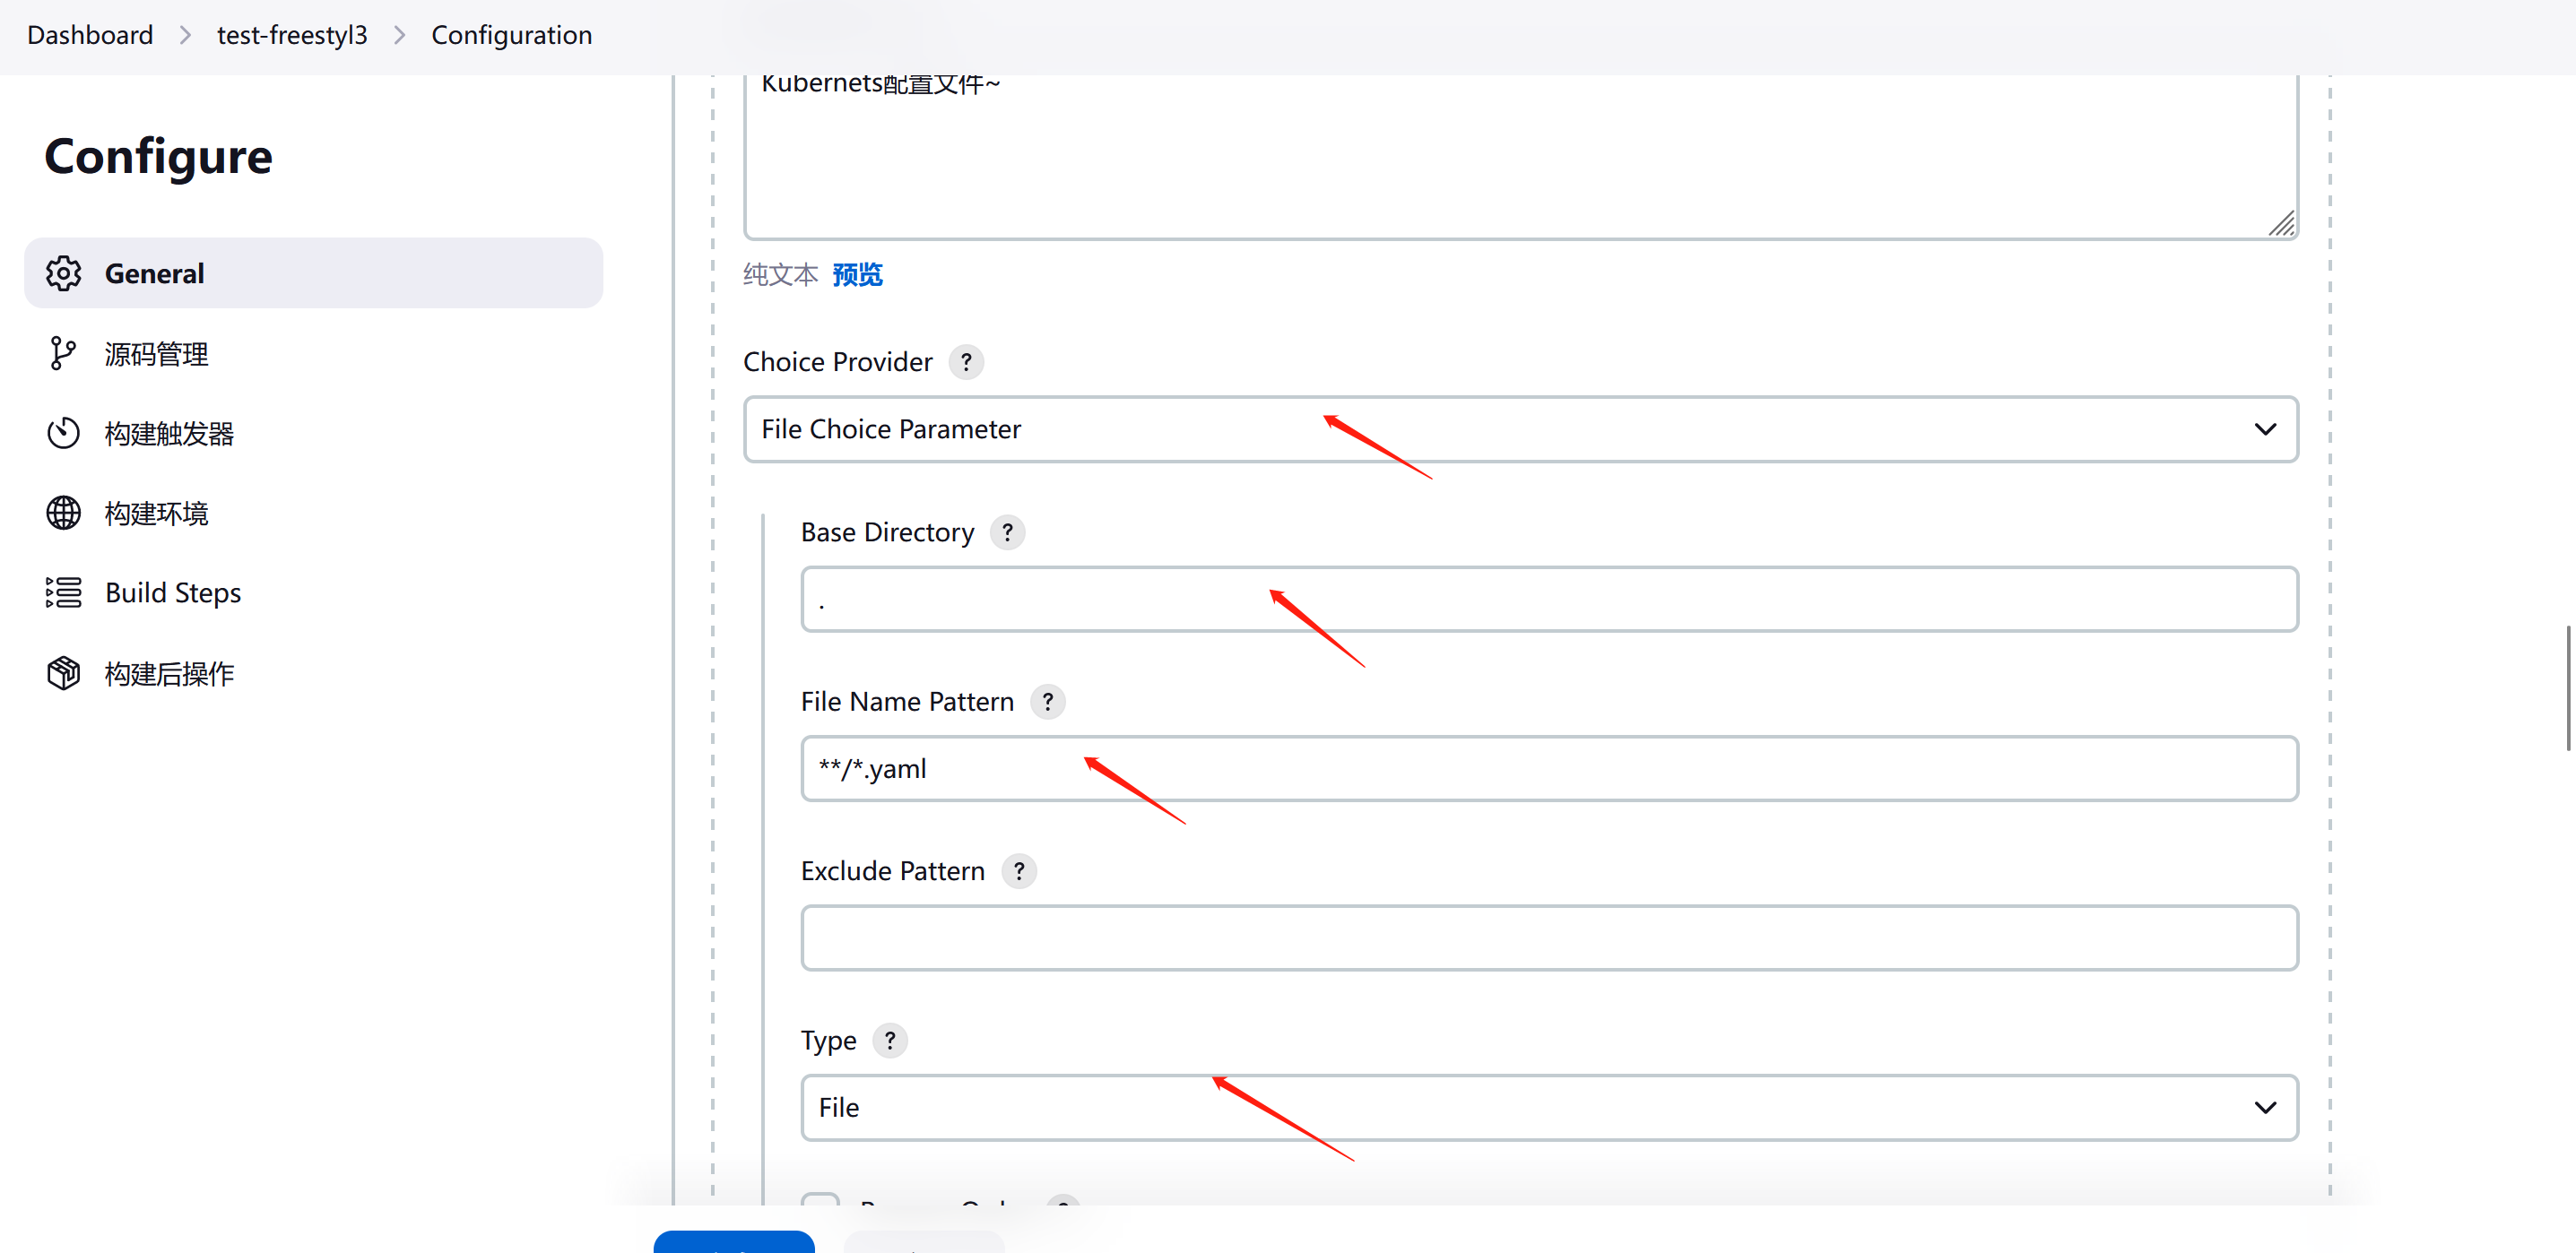 Dashboard > test-freestyl3 > Configuration
Configure
General
源码管理
构建触发器
构建环境
Build Steps
构建后操作
Kubernets配置文件~
纯文本 预览
Choice Provider ?
File Choice Parameter
Base Directory ?
.
File Name Pattern ?
**/*.yaml
Exclude Pattern ?
Type ?
File